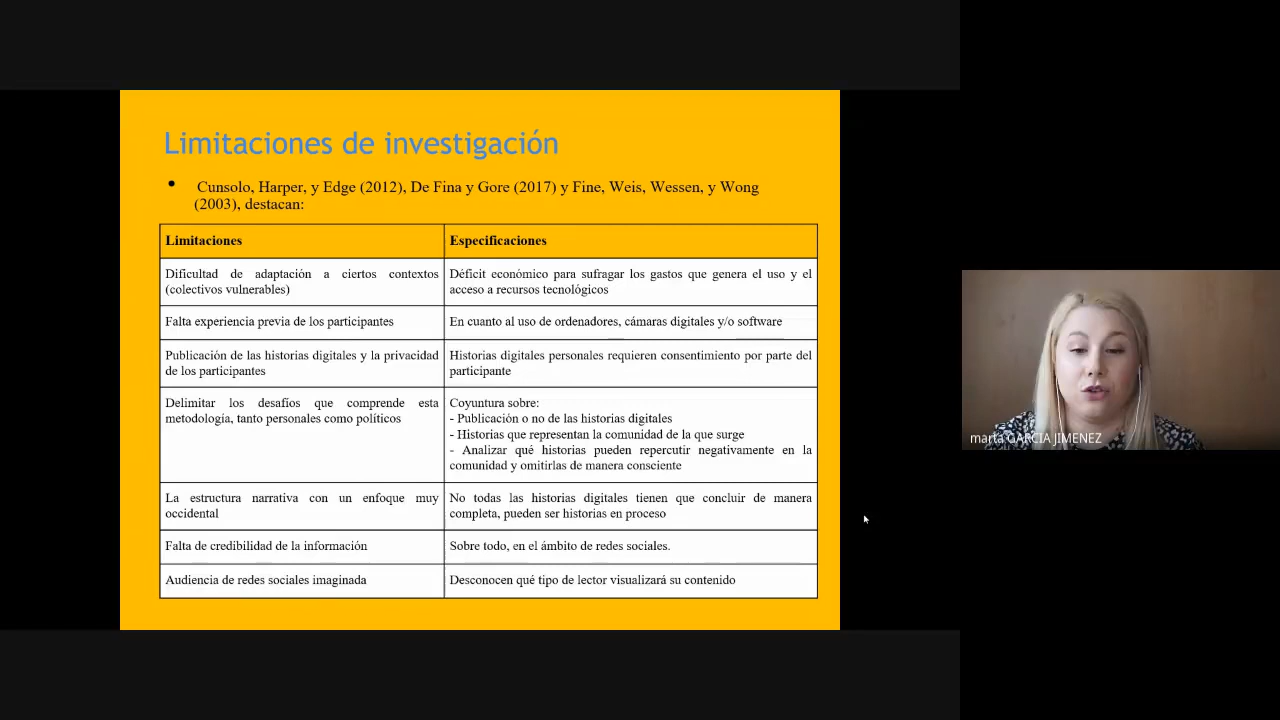 Limitaciones de investigación
• Cunsolo, Harper, y Edge (2012), De Fina y Gore (2017) y Fine, Weis, Wessen, y Wong
(2003), destacan:
Limitaciones
Especificaciones
Dificultad de adaptación a ciertos contextos
(colectivos vulnerables)
Déficit económico para sufragar los gastos que genera el uso y el
acceso a recursos tecnológicos
Falta experiencia previa de los participantes
En cuanto al uso de ordenadores, cámaras digitales y/o software
Publicación de las historias digitales y la privacidad
de los participantes
Historias digitales personales requieren consentimiento por parte del
participante
Delimitar los desafíos que comprende esta
metodología, tanto personales como políticos
Coyuntura sobre:
- Publicación o no de las historias digitales
- Historias que representan la comunidad de la que surge
- Analizar qué historias pueden repercutir negativamente en la
comunidad y omitirlas de manera consciente
La estructura narrativa con un enfoque muy
occidental
No todas las historias digitales tienen que concluir de manera
completa, pueden ser historias en proceso
Falta de credibilidad de la información
Sobre todo, en el ámbito de redes sociales.
Audiencia de redes sociales imaginada
Desconocen qué tipo de lector visualizará su contenido
marta GARCIA JIMENEZ